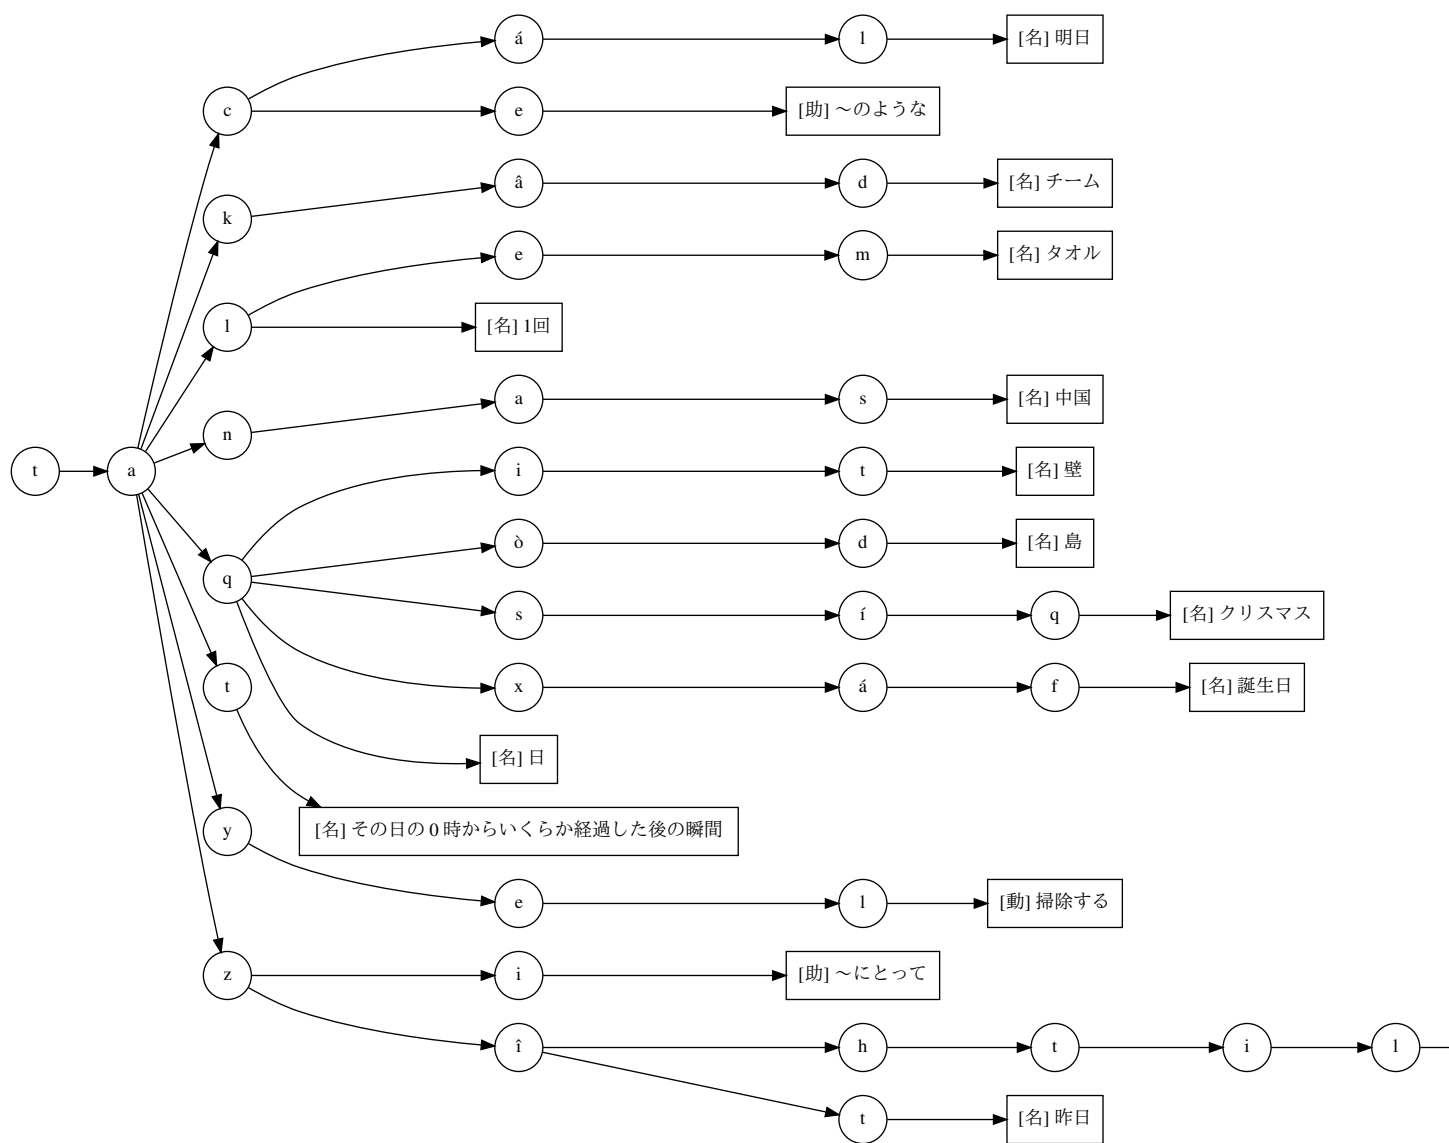 á l [名] 明日
c
e [助] ～のような
k â d [名] チーム
e m [名] タオル
l [名] 1回
n a s [名] 中国
t a i t [名] 壁
ò d [名] 島
q
s í q [名] クリスマス
t x á f [名] 誕生日
[名] 日
y [名] その日の 0 時からいくらか経過した後の瞬間
e l [動] 掃除する
z i [助] ～にとって
î h t i l
t [名] 昨日